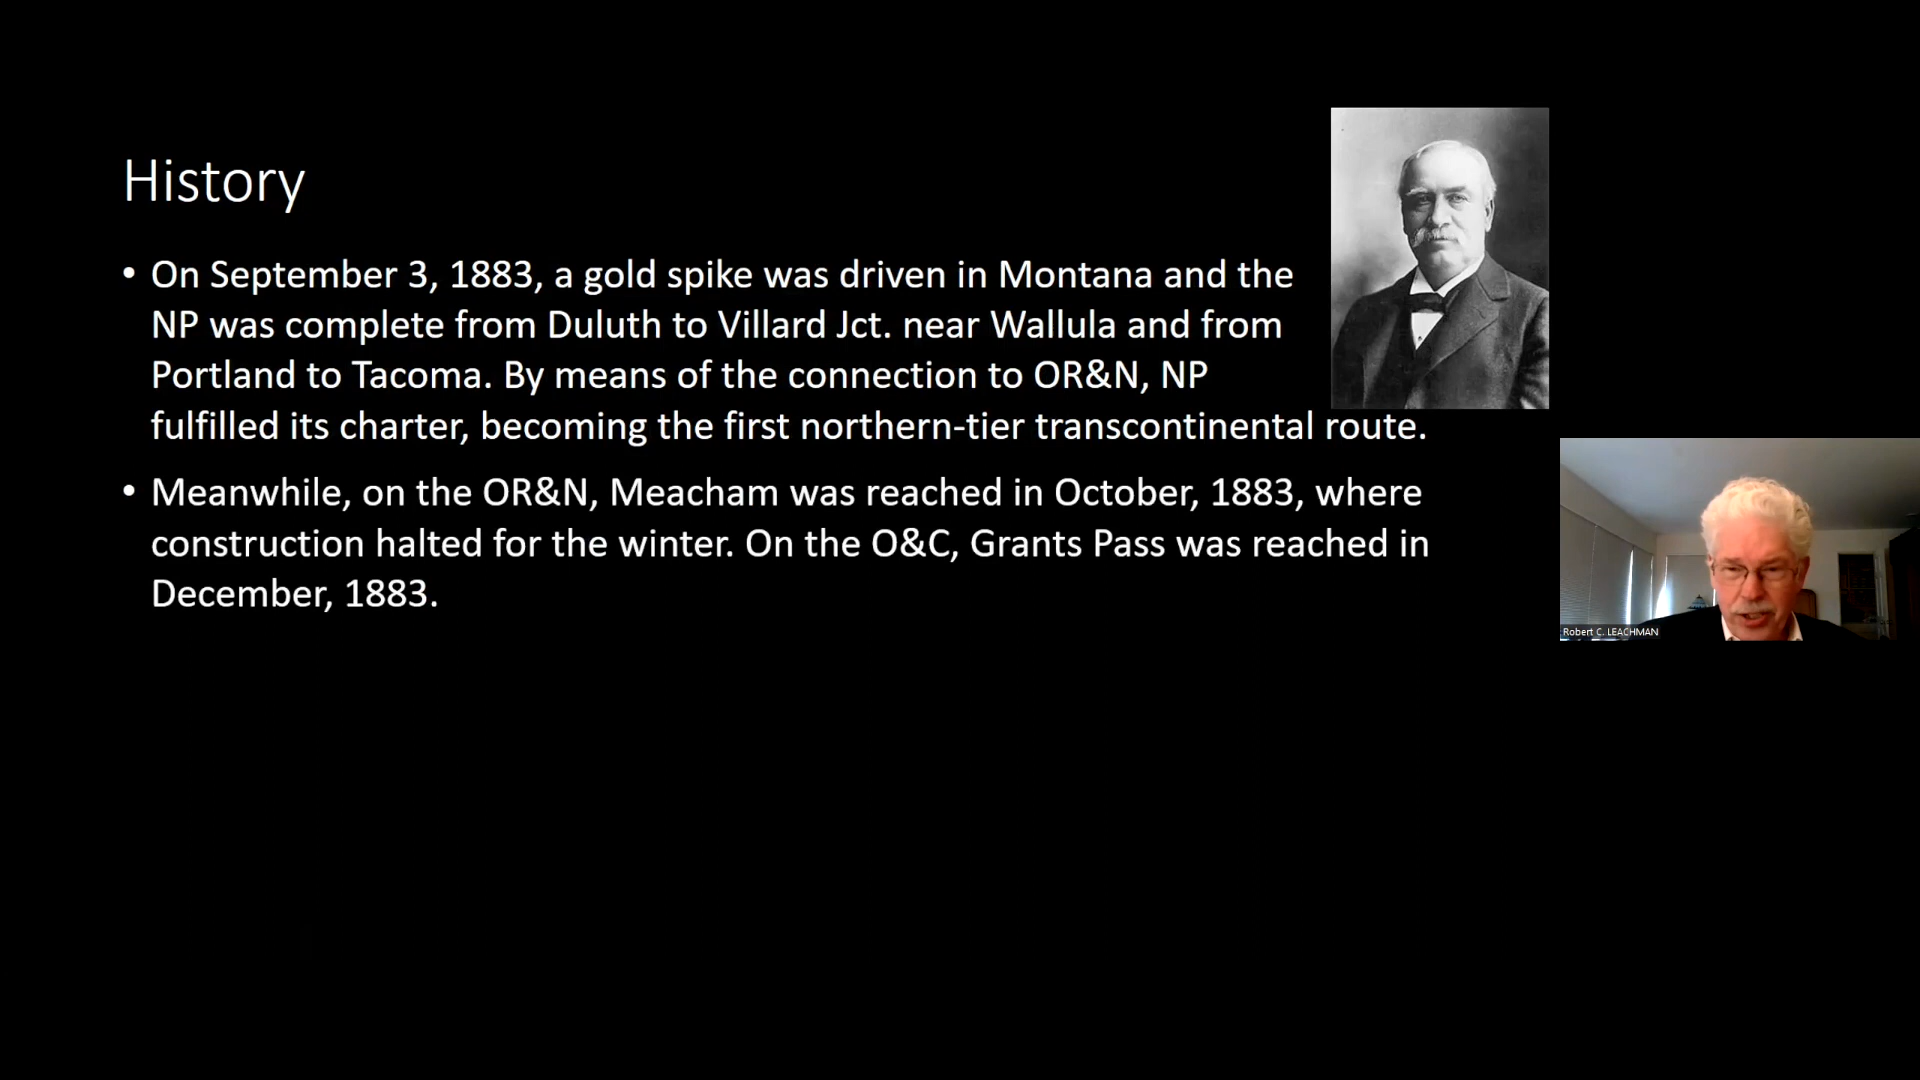 History
• On September 3, 1883, a gold spike was driven in Montana and the
NP was complete from Duluth to Villard Jct. near Wallula and from
Portland to Tacoma. By means of the connection to OR&N, NP
fulfilled its charter, becoming the first northern-tier transcontinental route.
• Meanwhile, on the OR&N, Meacham was reached in October, 1883, where
construction halted for the winter. On the O&C, Grants Pass was reached in
December, 1883.
Robert C. LEACHMAN